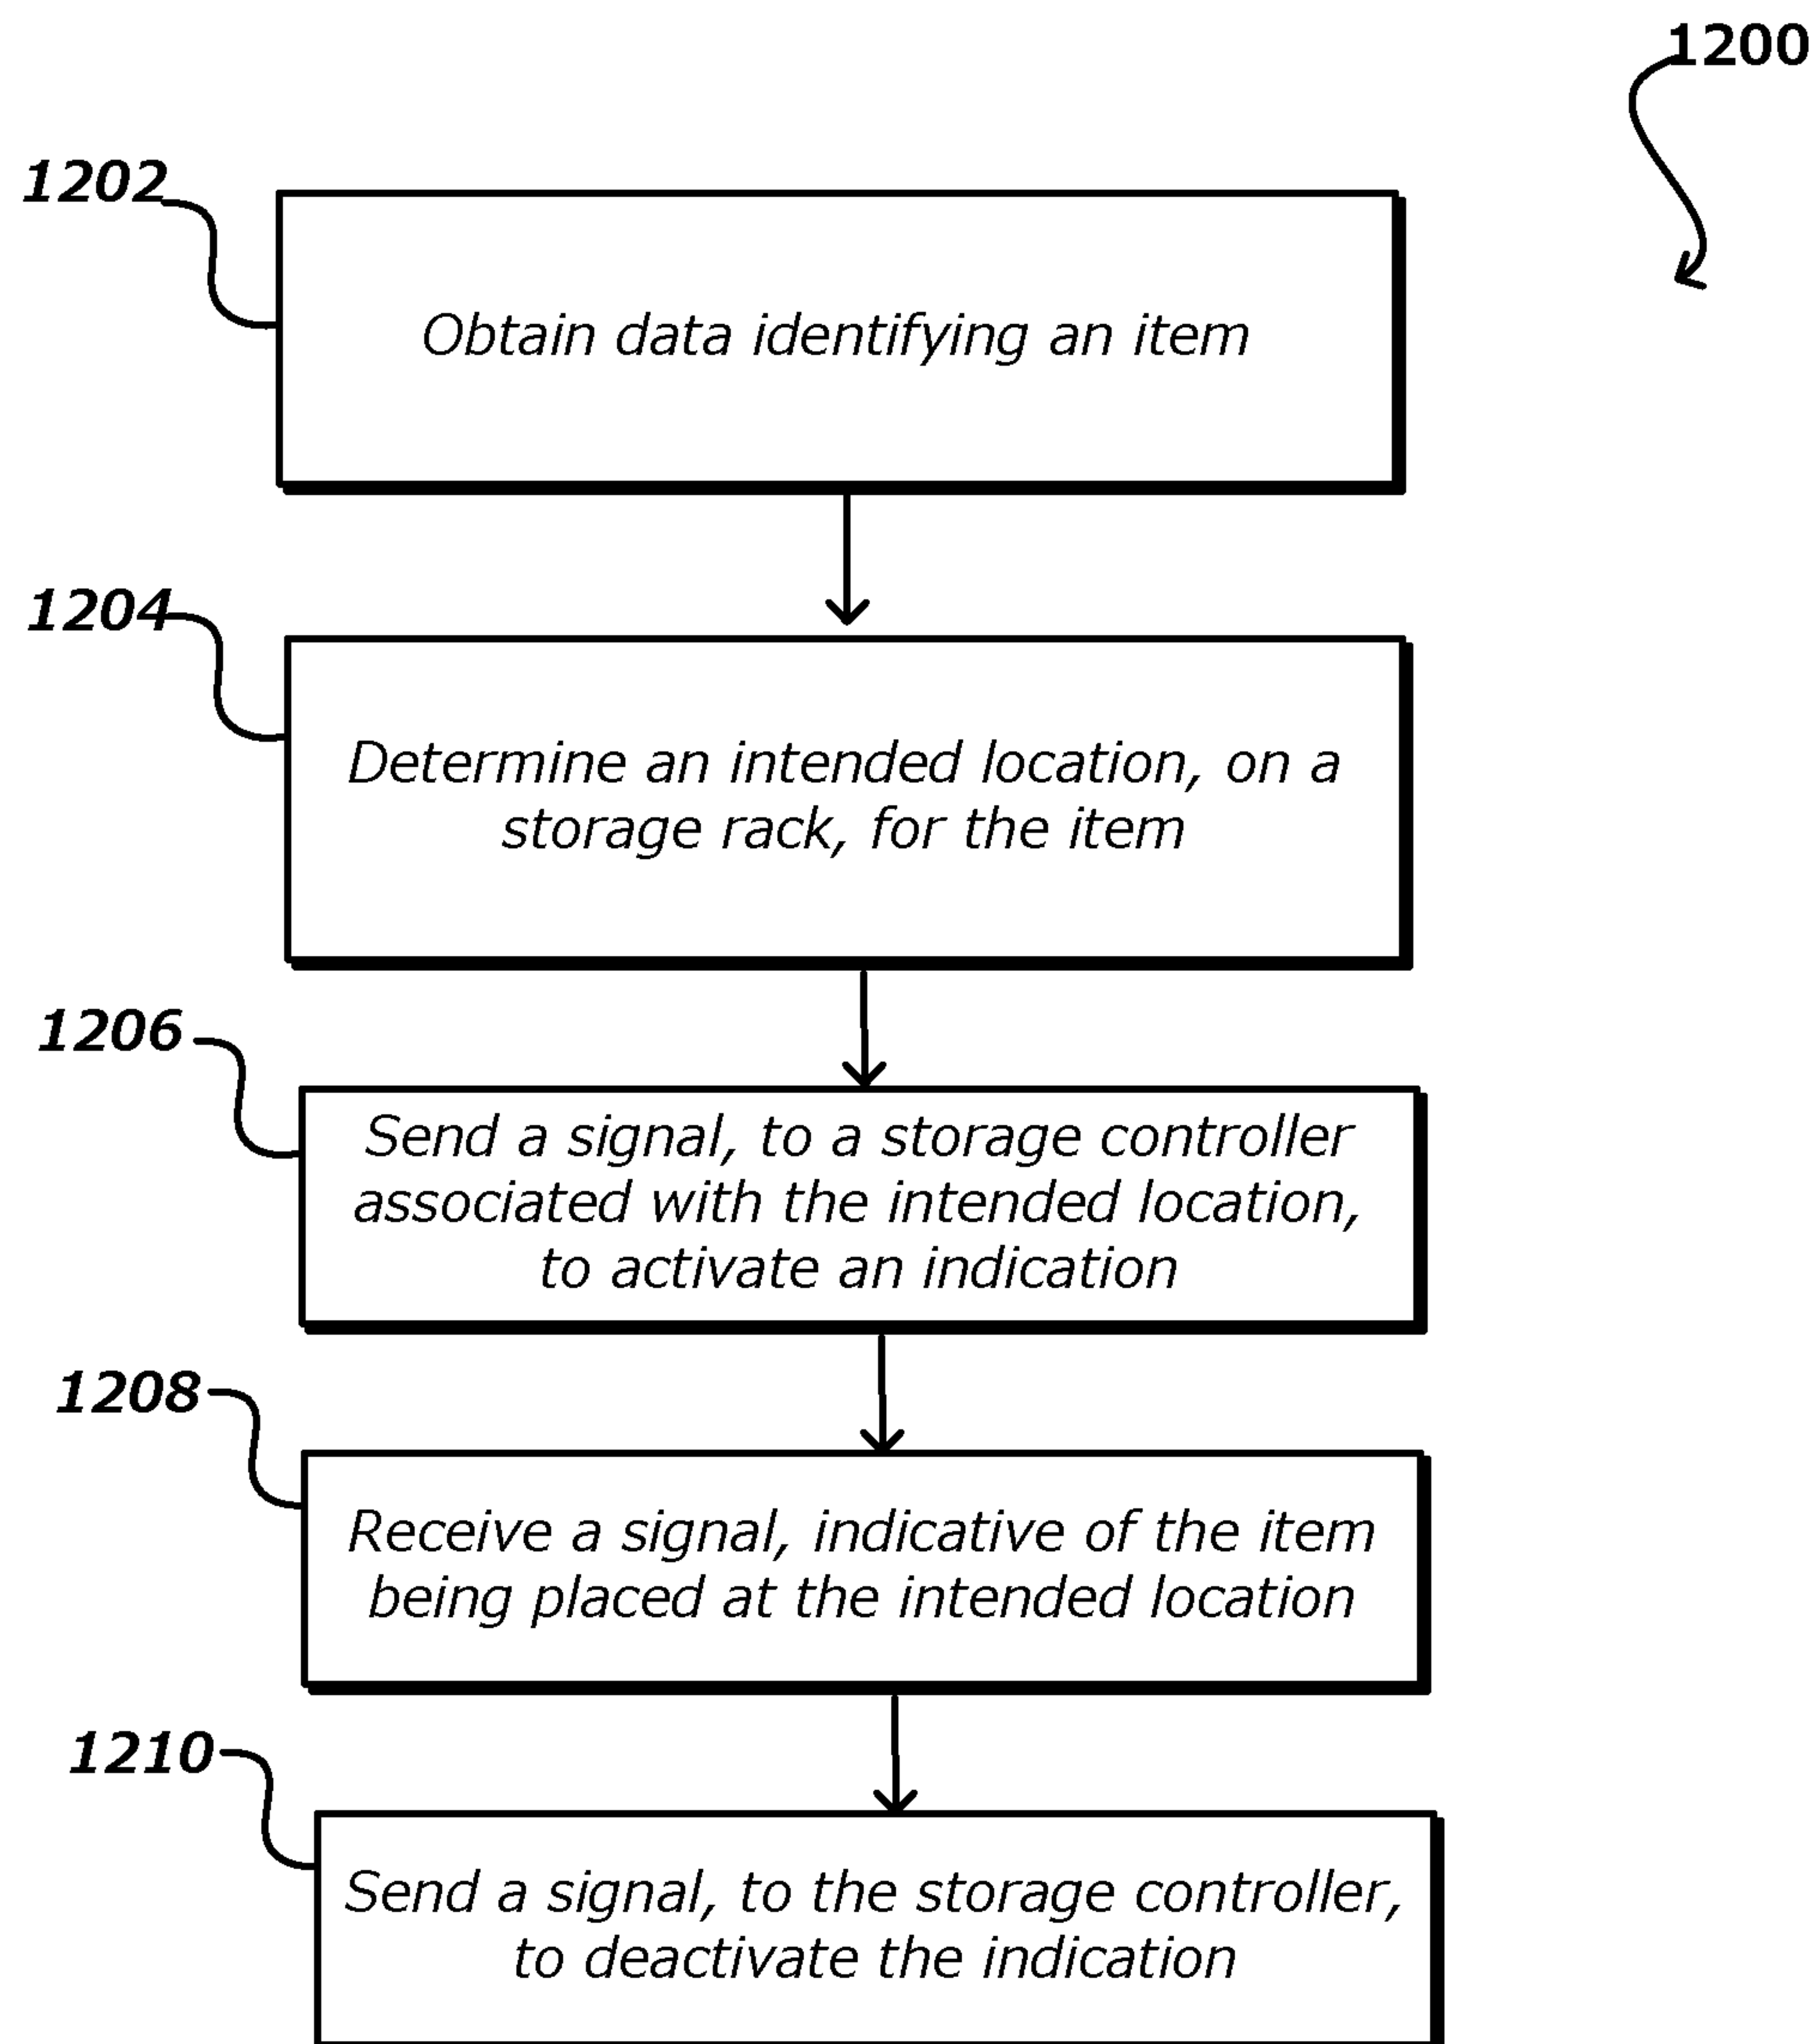 1200
1202
Obtain data identifying an item
1204
Determine an intended location, on a
storage rack, for the item
1206
Send a signal, to a storage controller
associated with the intended location,
to activate an indication
1208
Receive a signal, indicative of the item
being placed at the intended location
1210
Send a signal, to the storage controller,
to deactivate the indication